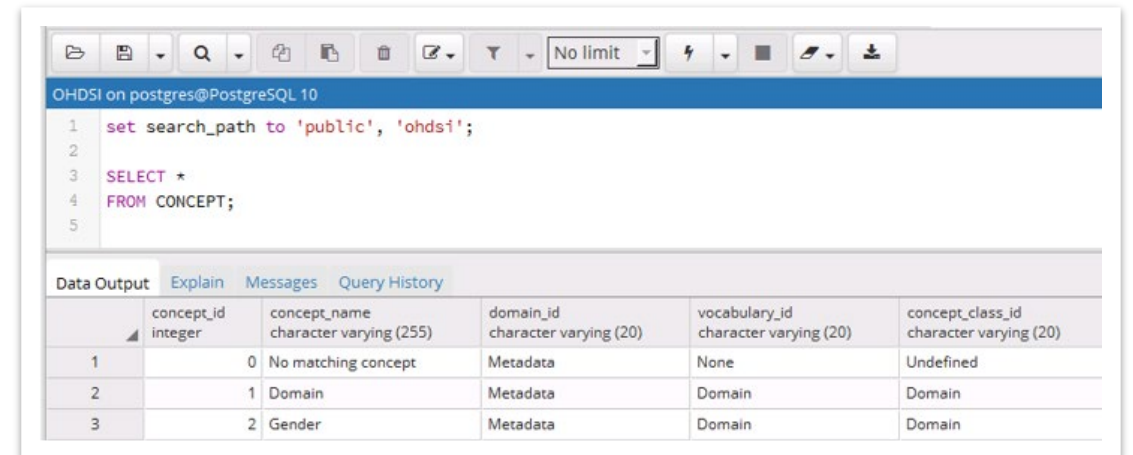 No limit
OHDSI on postgres@PostgreSQL 10
1 set search_path to 'public', 'ohdsi';
2
3 SELECT *
4 FROM CONCEPT;
5
Data Output Explain Messages Query History
concept_id concept_name domain_id vocabulary_id concept_class_id
integer character varying (255) character varying (20) character varying (20) character varying (20)
1 0 No matching concept Metadata None Undefined
2 1 Domain Metadata Domain Domain
3 2 Gender Metadata Domain Domain